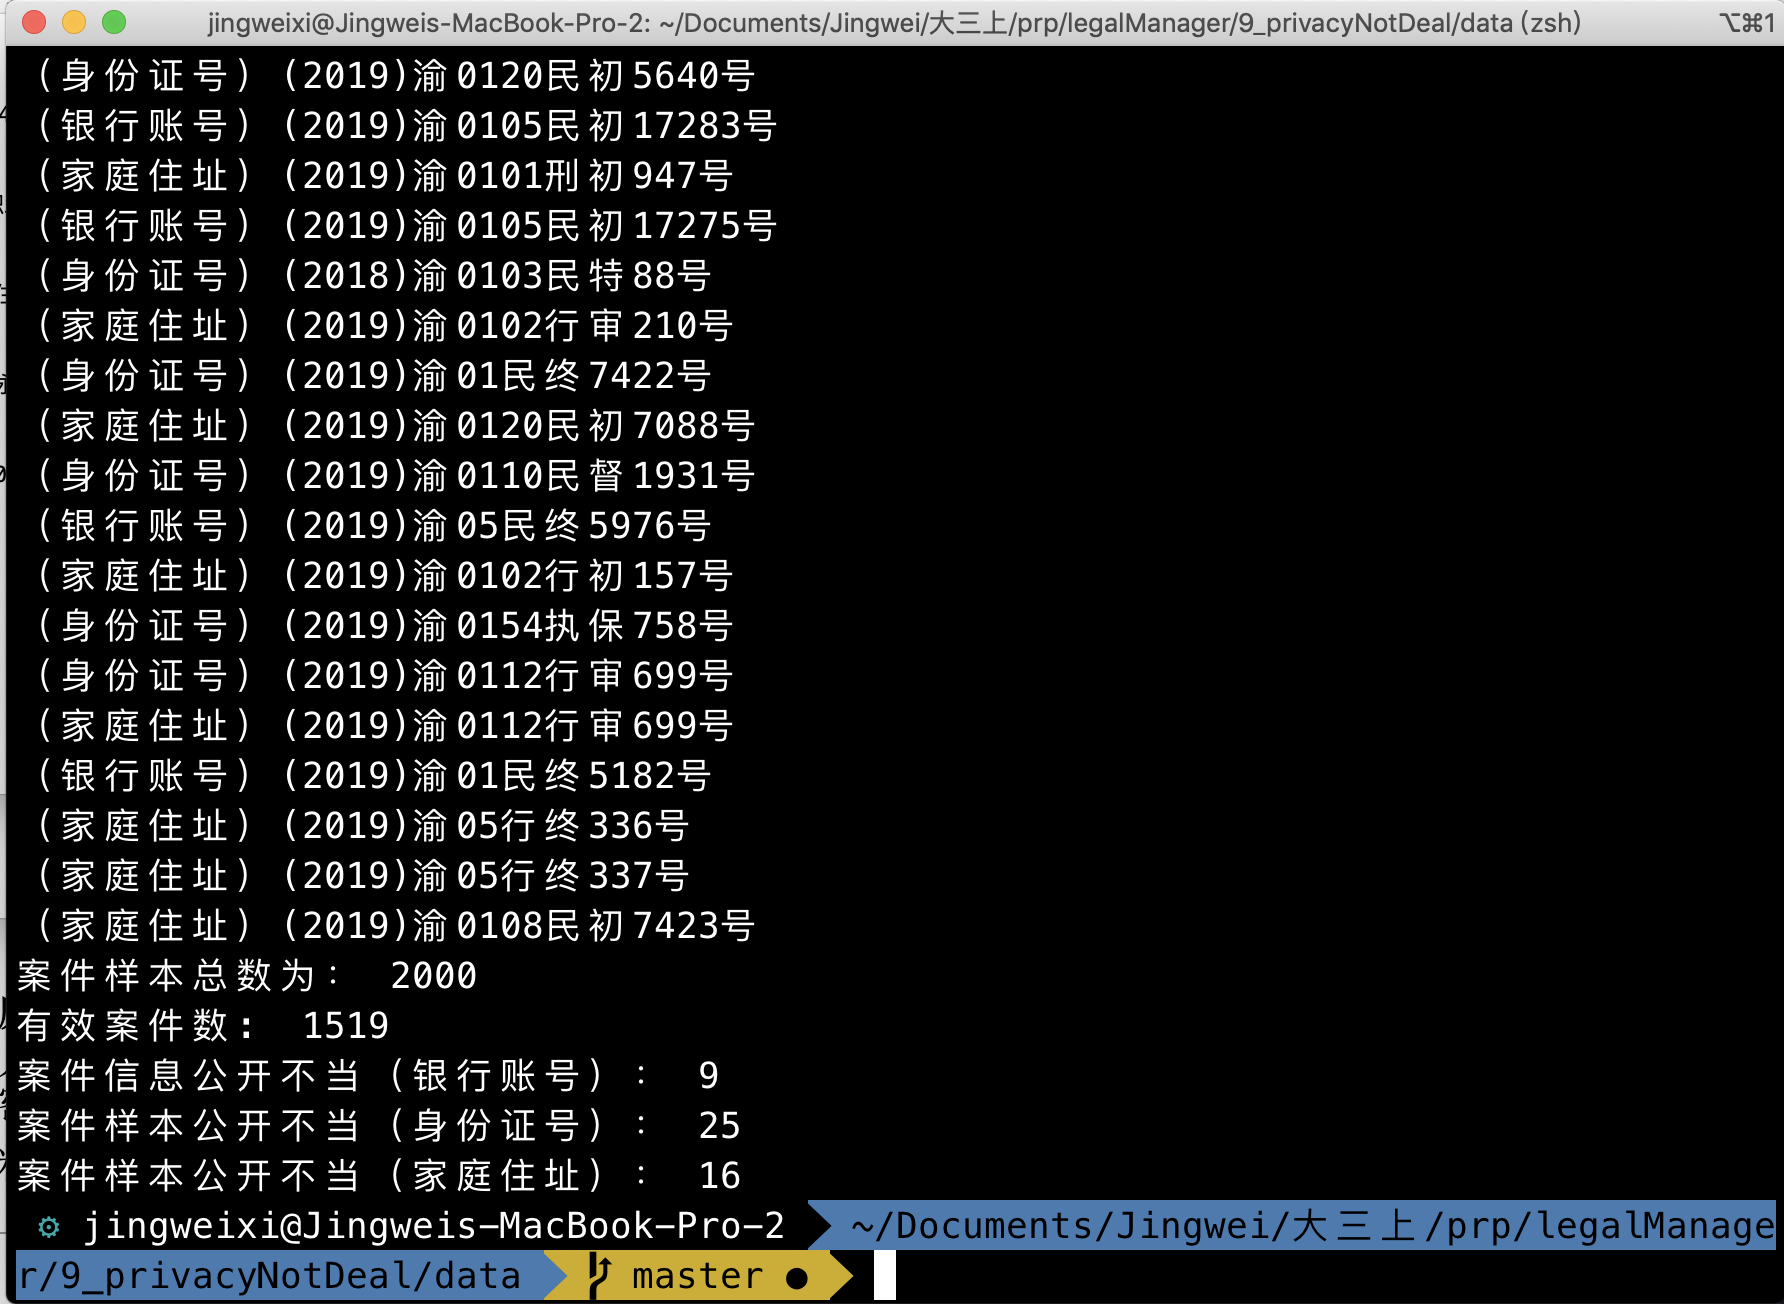 jingweixi@Jingweis-MacBook-Pro-2: ~/Documents/Jingwei/大三上/prp/legalManager/9_privacyNotDeal/data (zsh) ⌥⌘1
（身份证号）(2019)渝0120民初5640号
（银行账号）(2019)渝0105民初17283号
（家庭住址）(2019)渝0101刑初947号
（银行账号）(2019)渝0105民初17275号
（身份证号）(2018)渝0103民特88号
（家庭住址）(2019)渝0102行审210号
（身份证号）(2019)渝01民终7422号
（家庭住址）(2019)渝0120民初7088号
（身份证号）(2019)渝0110民督1931号
（银行账号）(2019)渝05民终5976号
（家庭住址）(2019)渝0102行初157号
（身份证号）(2019)渝0154执保758号
（身份证号）(2019)渝0112行审699号
（家庭住址）(2019)渝0112行审699号
（银行账号）(2019)渝01民终5182号
（家庭住址）(2019)渝05行终336号
（家庭住址）(2019)渝05行终337号
（家庭住址）(2019)渝0108民初7423号
案件样本总数为： 2000
有效案件数: 1519
案件信息公开不当（银行账号）： 9
案件样本公开不当（身份证号）： 25
案件样本公开不当（家庭住址）： 16
⚙ jingweixi@Jingweis-MacBook-Pro-2 ~/Documents/Jingwei/大三上/prp/legalManage
r/9_privacyNotDeal/data master ●